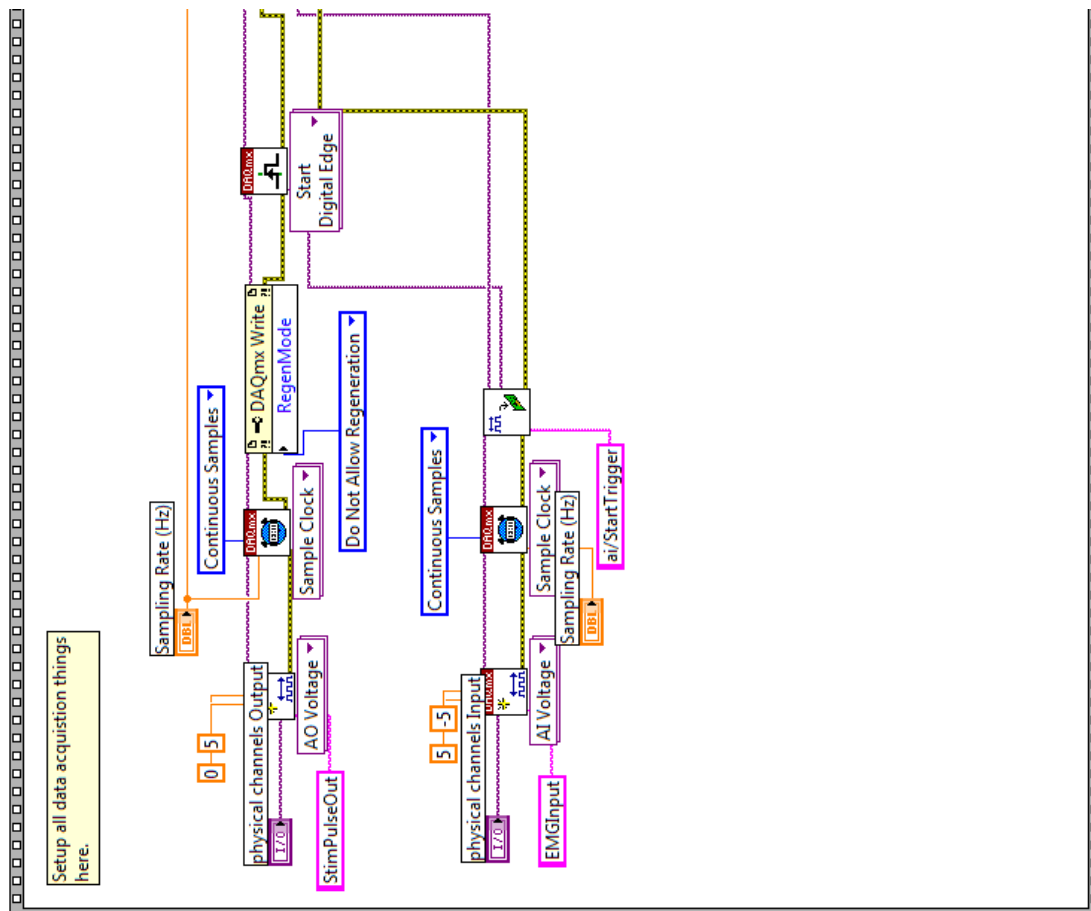 Setup all data acquistion things
here.
Sampling Rate (Hz)
DBL
Continuous Samples
0
5
physical channels Output
I/O
AO Voltage
StimPulseOut
DAQmx
Sample Clock
DAQmx Write
RegenMode
Do Not Allow Regeneration
DAQmx
Start
Digital Edge
Continuous Samples
5
-5
physical channels Input
I/O
DAQmx
AI Voltage
EMGInput
DAQmx
Sample Clock
Sampling Rate (Hz)
DBL
ai/StartTrigger